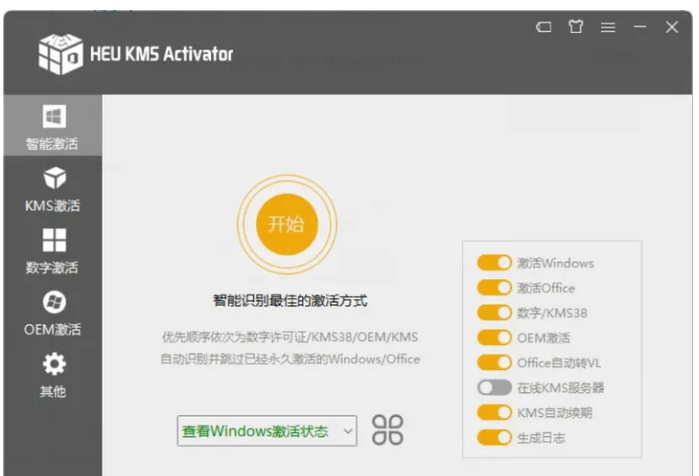 HEU KMS Activator
智能激活
KMS激活
数字激活
OEM激活
其他
开始
智能识别最佳的激活方式
优先顺序依次为数字许可证/KMS38/OEM/KMS
自动识别并跳过已经永久激活的Windows/Office
查看Windows激活状态
激活Windows
激活Office
数字/KMS38
OEM激活
Office自动转VL
在线KMS服务器
KMS自动续期
生成日志